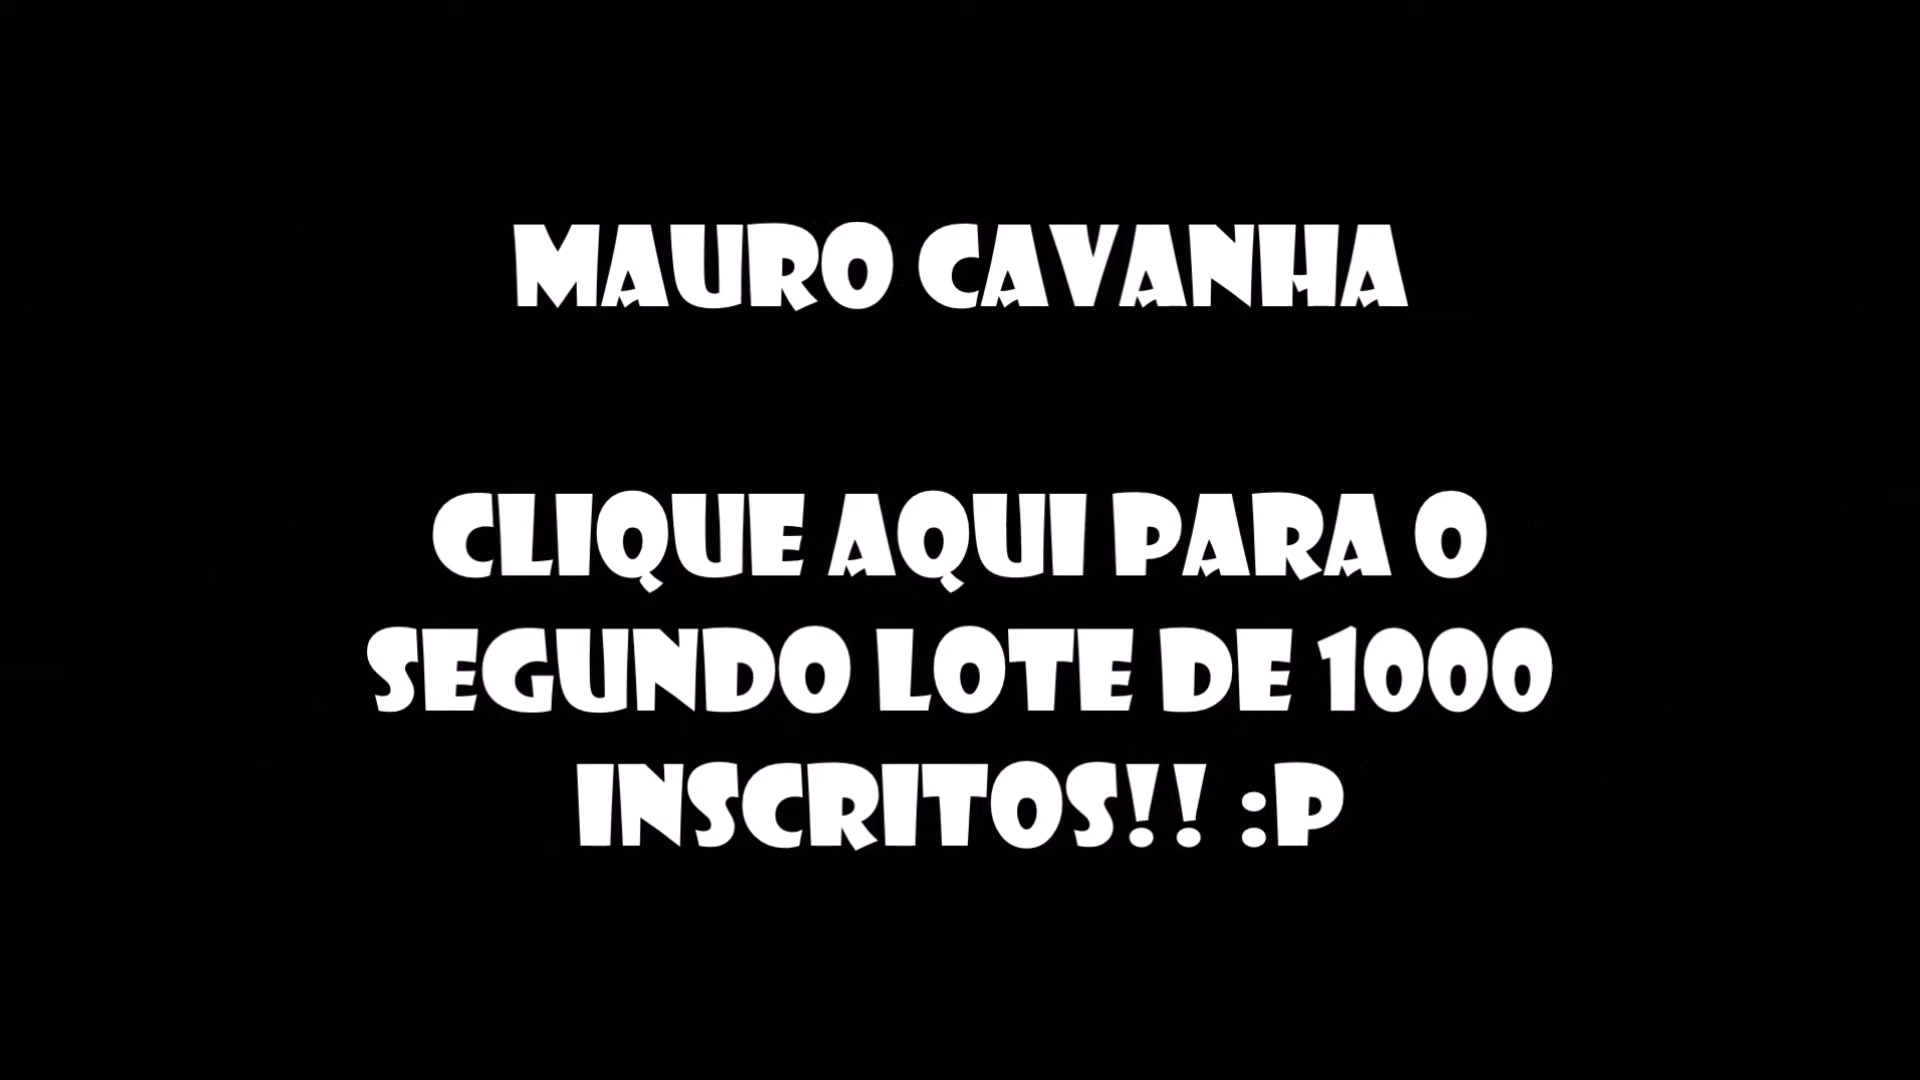 MAURO CAVANHA
CLIQUE AQUI PARA O
SEGUNDO LOTE DE 1000
INSCRITOS!! :P